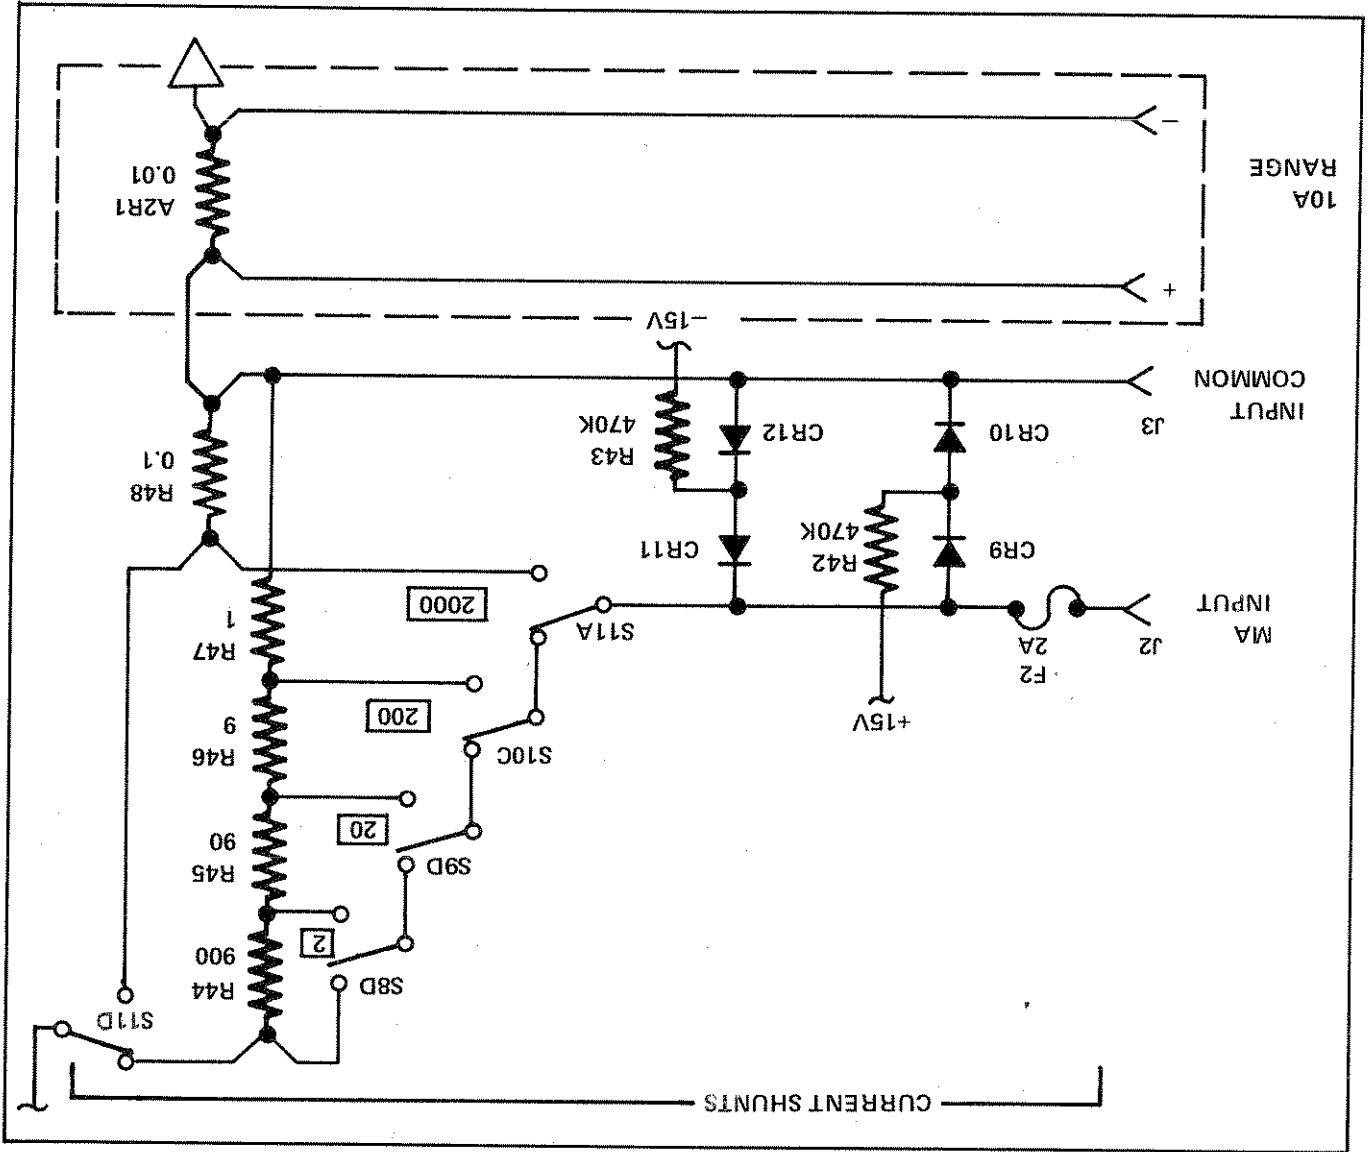 CURRENT SHUNTS
S11D
S8D
R44
900
2
S9D
R45
90
20
S10C
R46
9
200
+15V
F2
2A
J2
MA
INPUT
S11A
R47
1
2000
CR9
R42
470K
CR11
R48
0.1
CR10
R43
470K
CR12
J3
INPUT
COMMON
-15V
+
10A
RANGE
A2R1
0.01
-